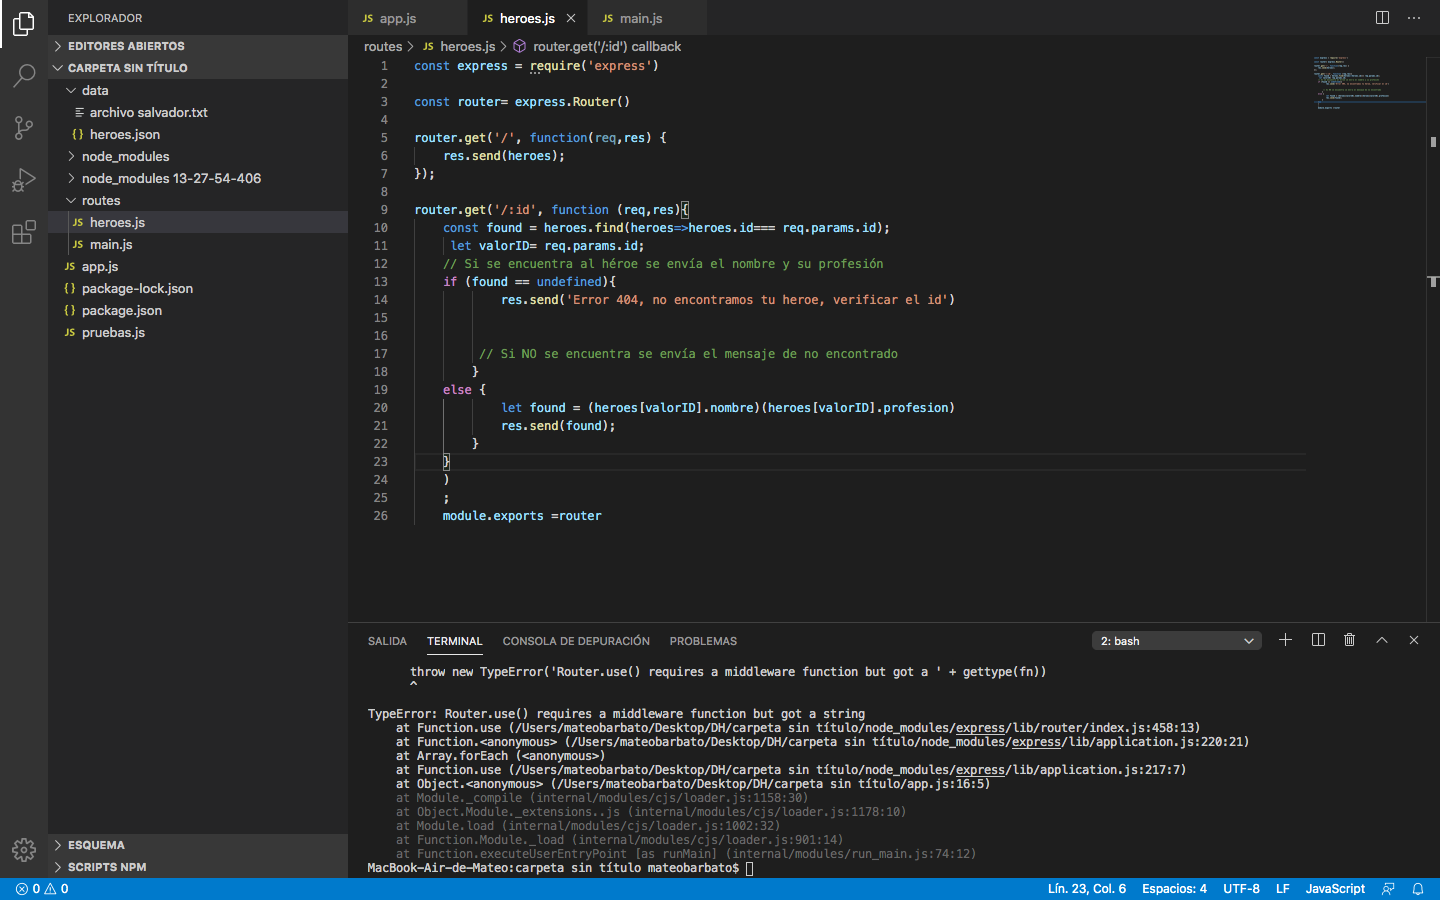 EXPLORADOR
EDITORES ABIERTOS
CARPETA SIN TÍTULO
data
archivo salvador.txt
{} heroes.json
node_modules
node_modules 13-27-54-406
routes
JS heroes.js
JS main.js
JS app.js
{} package-lock.json
{} package.json
JS pruebas.js
ESQUEMA
SCRIPTS NPM
JS app.js
JS heroes.js
JS main.js
routes > JS heroes.js > router.get('/:id') callback
1 const express = require('express')
2
3 const router= express.Router()
4
5 router.get('/', function(req,res) {
6 res.send(heroes);
7 });
8
9 router.get('/:id', function (req,res){
10 const found = heroes.find(heroes=>heroes.id=== req.params.id);
11 let valorID= req.params.id;
12 // Si se encuentra al héroe se envía el nombre y su profesión
13 if (found == undefined){
14 res.send('Error 404, no encontramos tu heroe, verificar el id')
15
16
17 // Si NO se encuentra se envía el mensaje de no encontrado
18 }
19 else {
20 let found = (heroes[valorID].nombre)(heroes[valorID].profesion)
21 res.send(found);
22 }
23 }
24 )
25 ;
26 module.exports =router
SALIDA TERMINAL CONSOLA DE DEPURACIÓN PROBLEMAS 2: bash
throw new TypeError('Router.use() requires a middleware function but got a ' + gettype(fn))
^
TypeError: Router.use() requires a middleware function but got a string
at Function.use (/Users/mateobarbato/Desktop/DH/carpeta sin título/node_modules/express/lib/router/index.js:458:13)
at Function.<anonymous> (/Users/mateobarbato/Desktop/DH/carpeta sin título/node_modules/express/lib/application.js:220:21)
at Array.forEach (<anonymous>)
at Function.use (/Users/mateobarbato/Desktop/DH/carpeta sin título/node_modules/express/lib/application.js:217:7)
at Object.<anonymous> (/Users/mateobarbato/Desktop/DH/carpeta sin título/app.js:16:5)
at Module._compile (internal/modules/cjs/loader.js:1158:30)
at Object.Module._extensions..js (internal/modules/cjs/loader.js:1178:10)
at Module.load (internal/modules/cjs/loader.js:1002:32)
at Function.Module._load (internal/modules/cjs/loader.js:901:14)
at Function.executeUserEntryPoint [as runMain] (internal/modules/run_main.js:74:12)
MacBook-Air-de-Mateo:carpeta sin título mateobarbato$
0 0 Lín. 23, Col. 6 Espacios: 4 UTF-8 LF JavaScript